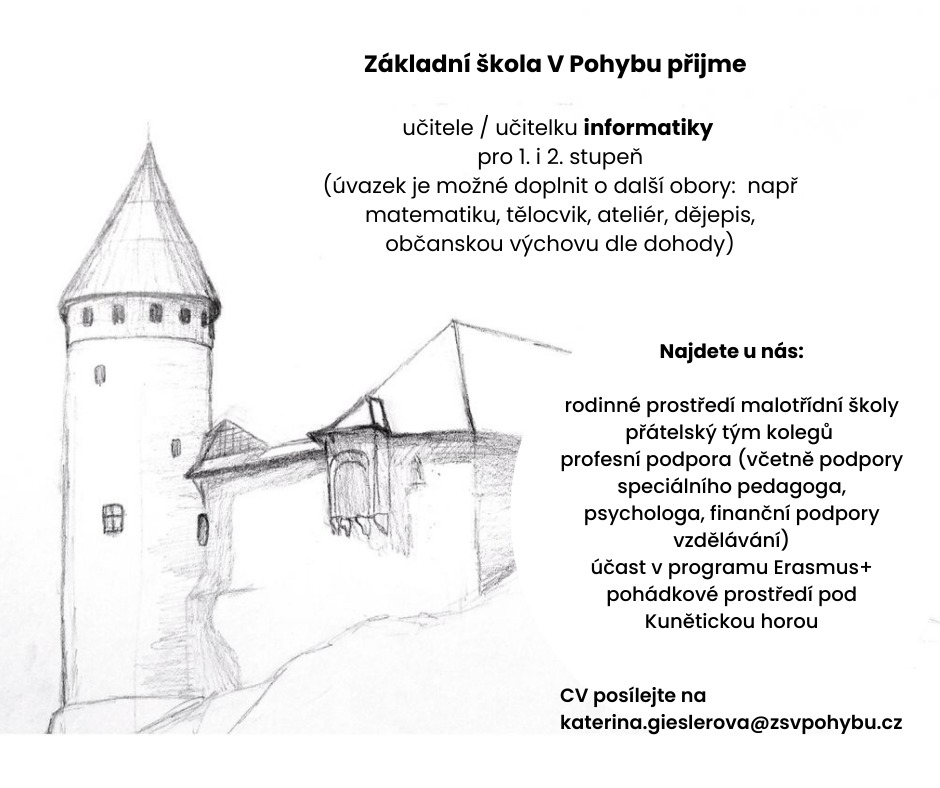 Základní škola V Pohybu přijme
učitele / učitelku informatiky
pro 1. i 2. stupeň
(úvazek je možné doplnit o další obory: např
matematiku, tělocvik, ateliér, dějepis,
občanskou výchovu dle dohody)
Najdete u nás:
rodinné prostředí malotřídní školy
přátelský tým kolegů
profesní podpora (včetně podpory
speciálního pedagoga,
psychologa, finanční podpory
vzdělávání)
účast v programu Erasmus+
pohádkové prostředí pod
Kunětickou horou
CV posílejte na
katerina.gieslerova@zsvpohybu.cz